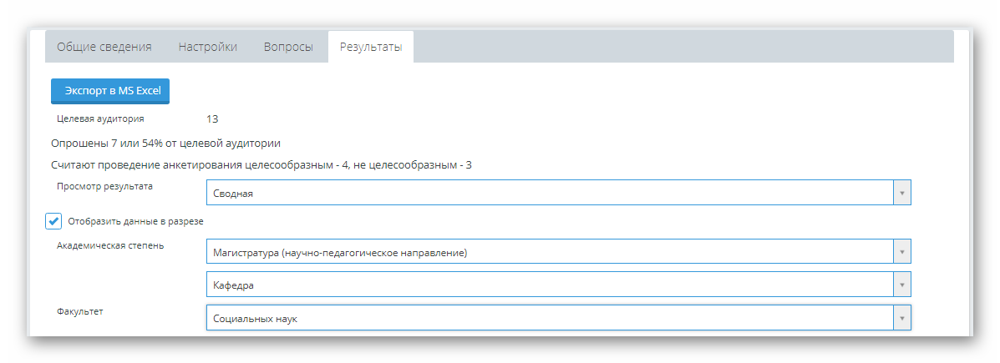 Общие сведения Настройки Вопросы Результаты
Экспорт в MS Excel
Целевая аудитория 13
Опрошены 7 или 54% от целевой аудитории
Считают проведение анкетирования целесообразным - 4, не целесообразным - 3
Просмотр результата Сводная
Отобразить данные в разрезе
Академическая степень Магистратура (научно-педагогическое направление)
Кафедра
Факультет Социальных наук